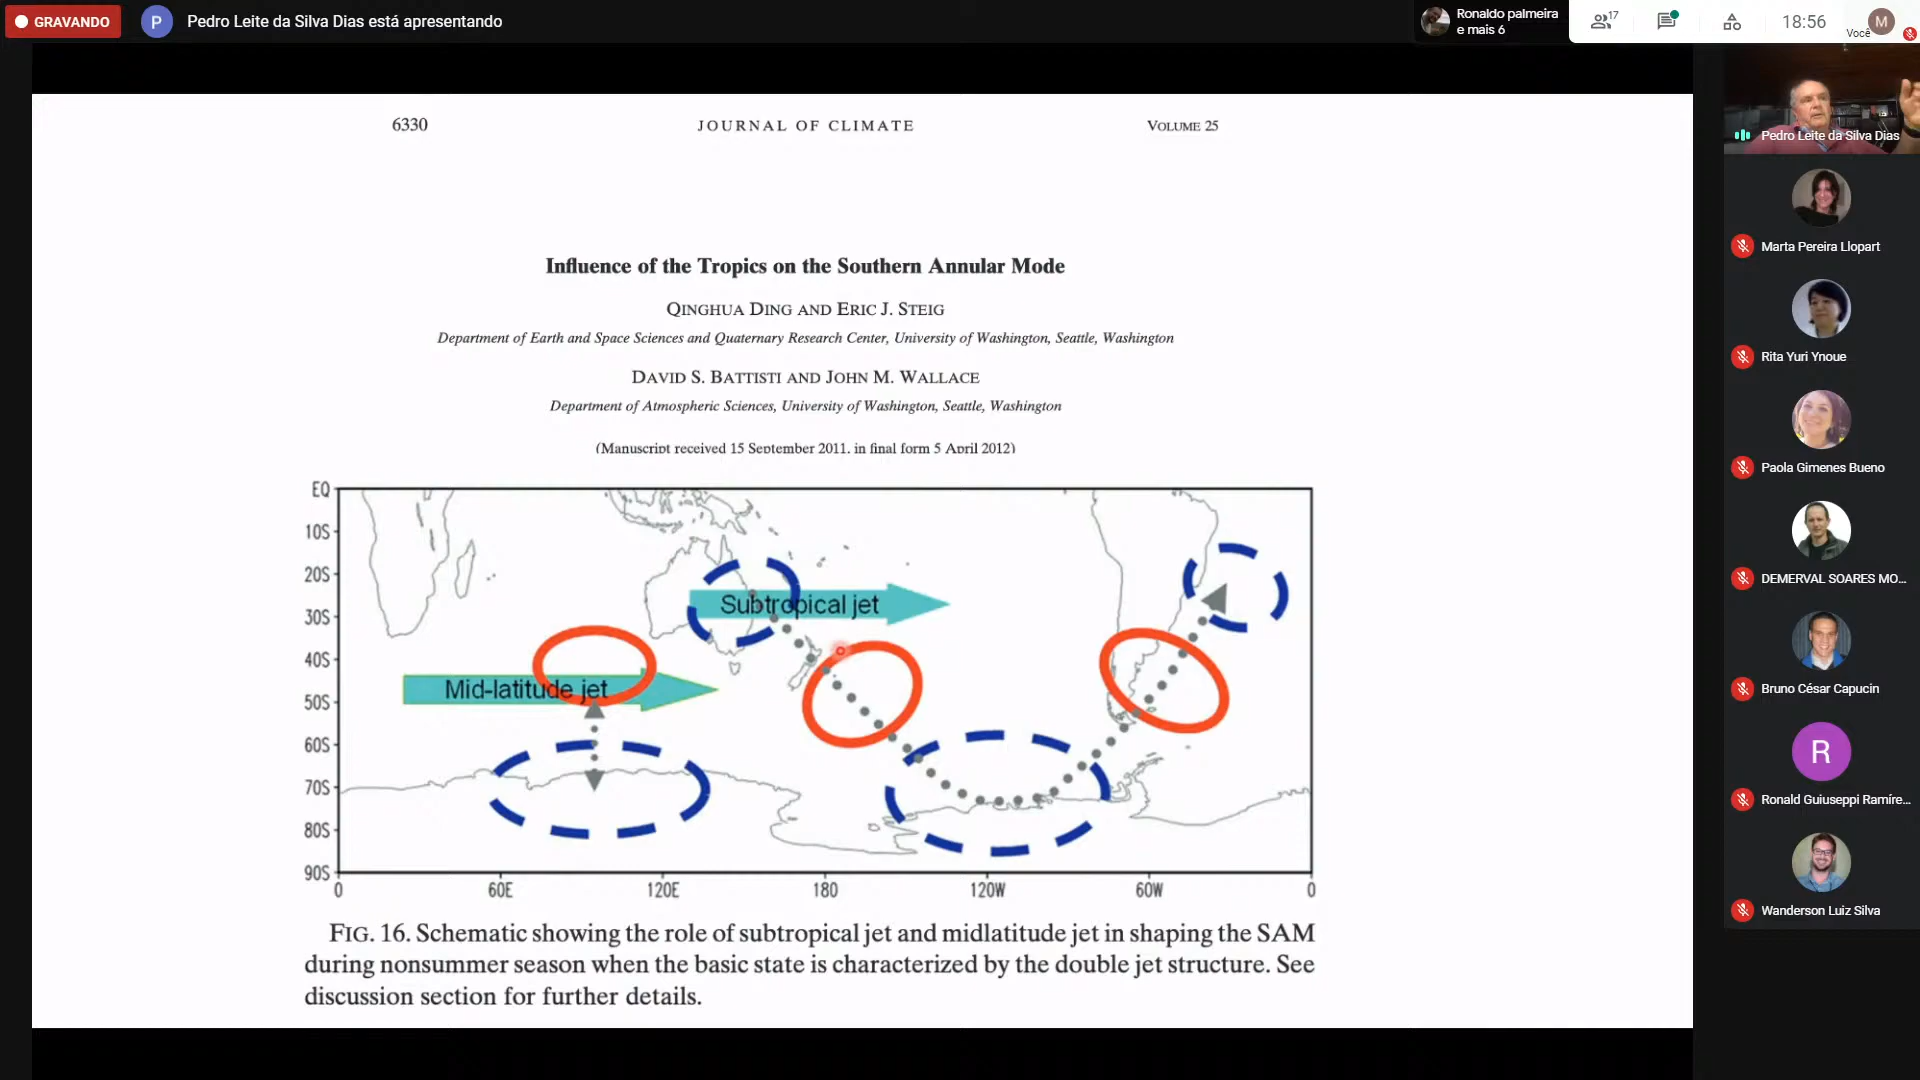 GRAVANDO
P
Pedro Leite da Silva Dias está apresentando
Ronaldo palmeira
e mais 6
17
18:56
Você
M
6330
JOURNAL OF CLIMATE
VOLUME 25
Influence of the Tropics on the Southern Annular Mode
QINGHUA DING AND ERIC J. STEIG
Department of Earth and Space Sciences and Quaternary Research Center, University of Washington, Seattle, Washington
DAVID S. BATTISTI AND JOHN M. WALLACE
Department of Atmospheric Sciences, University of Washington, Seattle, Washington
(Manuscript received 15 September 2011, in final form 5 April 2012)
EQ
10S
20S
30S
40S
50S
60S
70S
80S
90S
Subtropical jet
Mid-latitude jet
0
60E
120E
180
120W
60W
0
FIG. 16. Schematic showing the role of subtropical jet and midlatitude jet in shaping the SAM
during nonsummer season when the basic state is characterized by the double jet structure. See
discussion section for further details.
Pedro Leite da Silva Dias
Marta Pereira Llopart
Rita Yuri Ynoue
Paola Gimenes Bueno
DEMERVAL SOARES MO...
Bruno César Capucin
R
Ronald Guiuseppi Ramíre...
Wanderson Luiz Silva